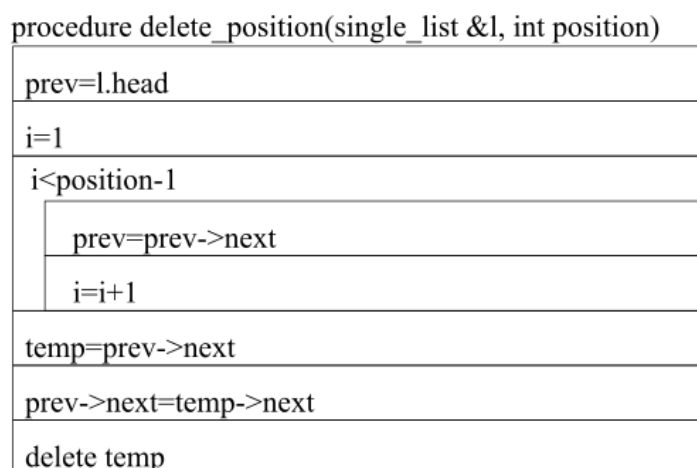 procedure delete_position(single_list &l, int position)
prev=l.head
i=1
i<position-1
prev=prev->next
i=i+1
temp=prev->next
prev->next=temp->next
delete temp